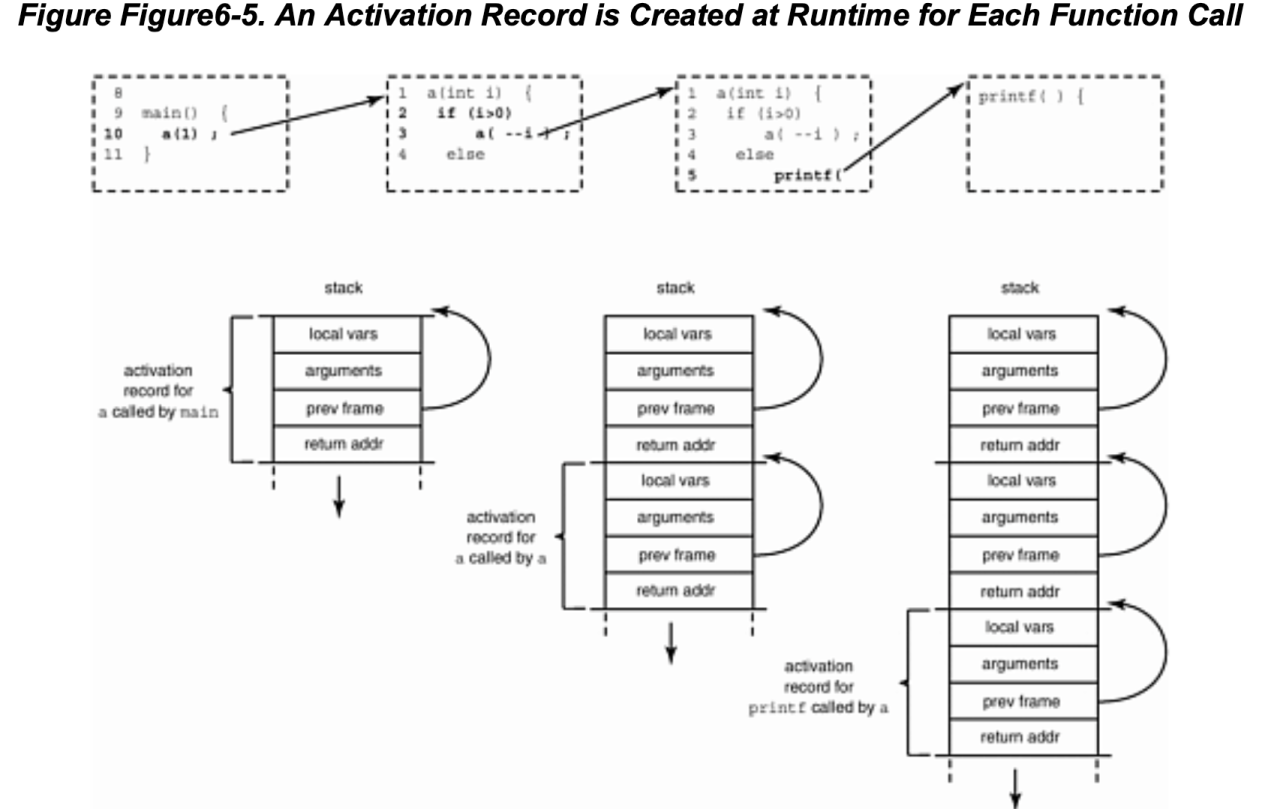 Figure Figure6-5. An Activation Record is Created at Runtime for Each Function Call
8
9 main() {
10 a(1) ;
11 }
1 a(int i) {
2 if (i>0)
3 a( --i ) ;
4 else
1 a(int i) {
2 if (i>0)
3 a( --i ) ;
4 else
5 printf(
printf( ) {
stack
local vars
arguments
prev frame
return addr
activation
record for
a called by main
stack
local vars
arguments
prev frame
return addr
local vars
arguments
prev frame
return addr
activation
record for
a called by a
stack
local vars
arguments
prev frame
return addr
local vars
arguments
prev frame
return addr
local vars
arguments
prev frame
return addr
activation
record for
printf called by a